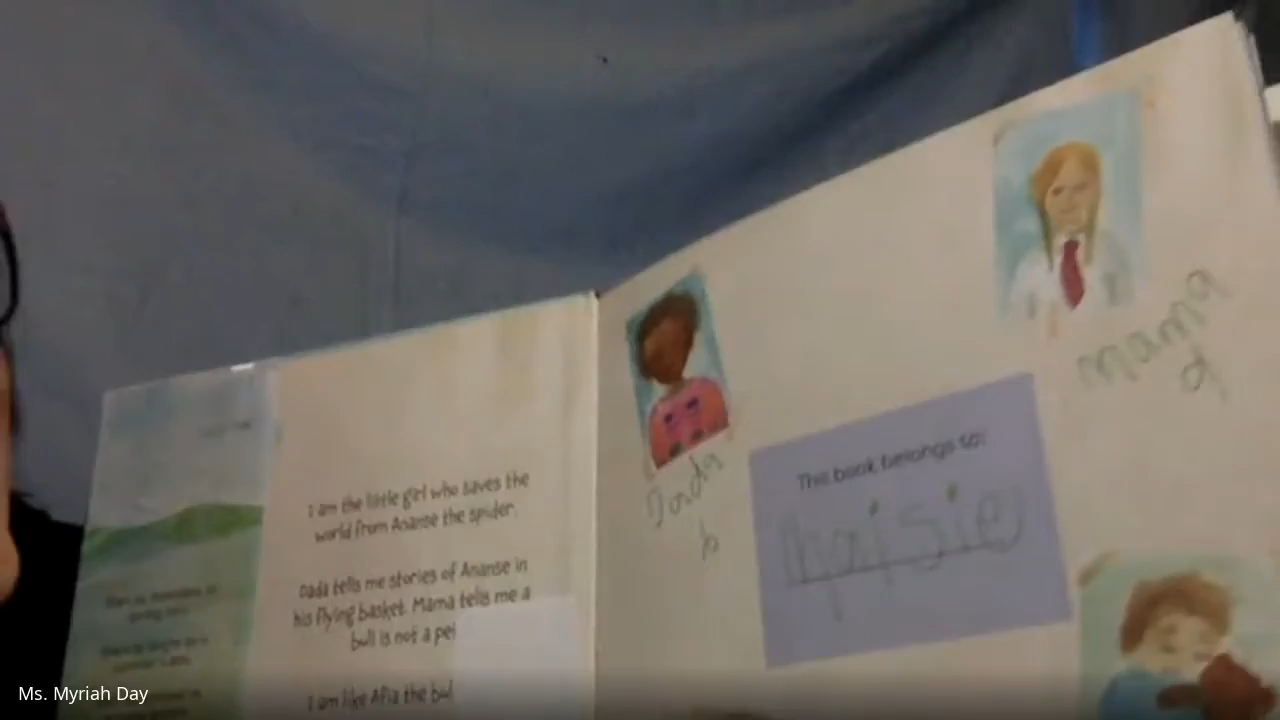 I am the little girl who saves the
world from Ananse the spider.
Dada tells me stories of Ananse in
his flying basket. Mama tells me a
bull is not a pet
I am like Afia the bul
Dada
b
mama
d
This book belongs to:
maisie
Ms. Myriah Day